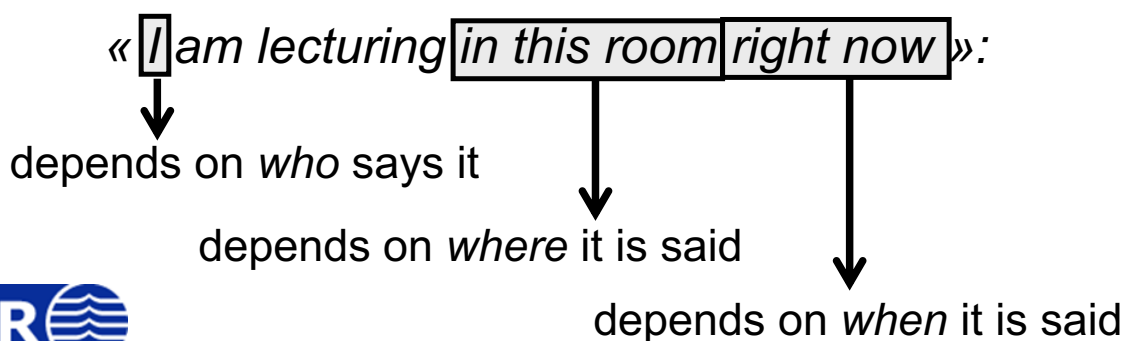 « I am lecturing in this room right now »:
depends on who says it
depends on where it is said
R
depends on when it is said